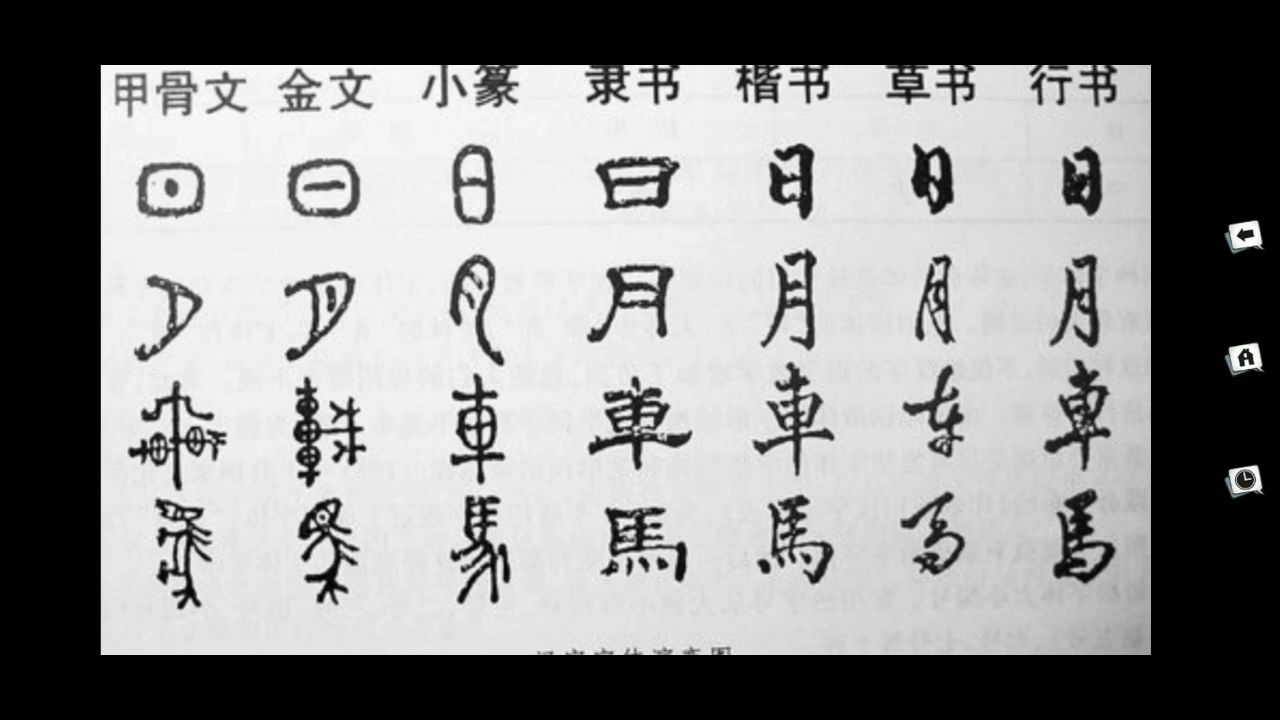 甲骨文 金文 小篆 隶书 楷书 草书 行书
日 日 日 日 日 日 日
月 月 月 月 月 月 月
車 車 車 車 車 車 車
馬 馬 馬 馬 馬 馬 馬